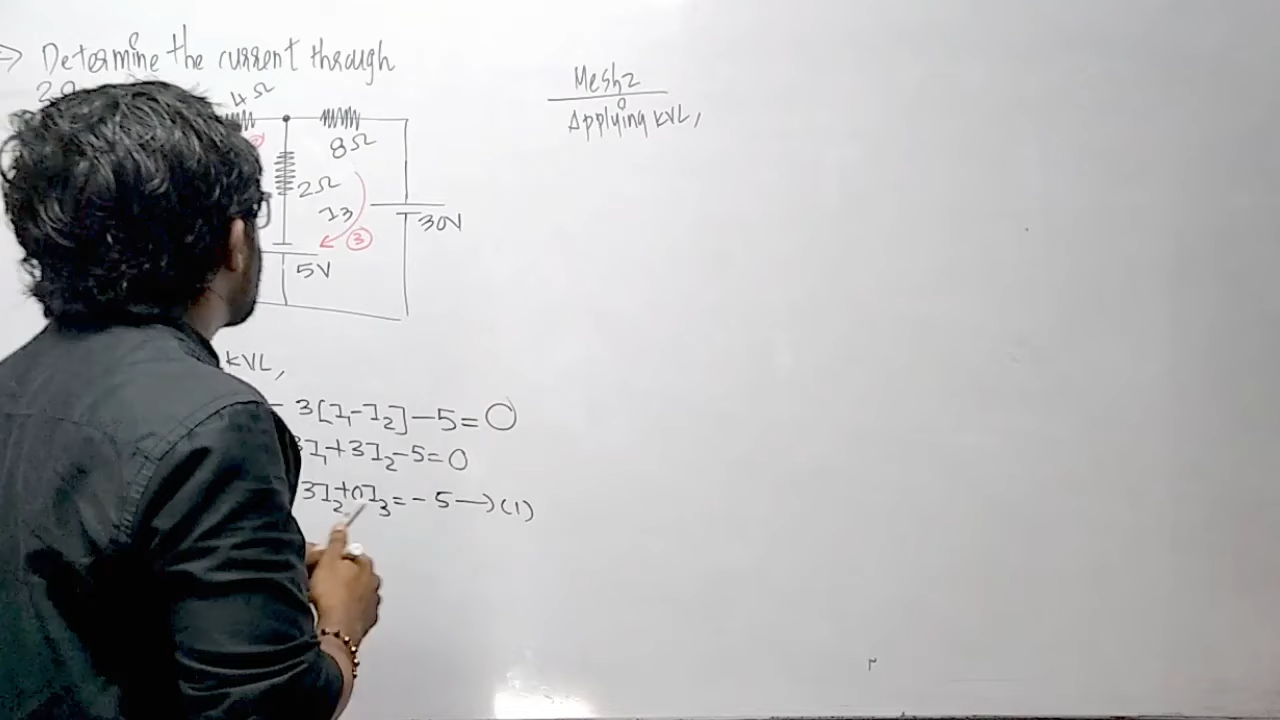 Determine the current through
2Ω
4Ω
8Ω
2Ω
I3
3
30V
5V
KVL,
- 3[I1-I2]-5=0
3I1+3I2-5=0
3I2+0I3=-5→(1)
Mesh2
Applying KVL,